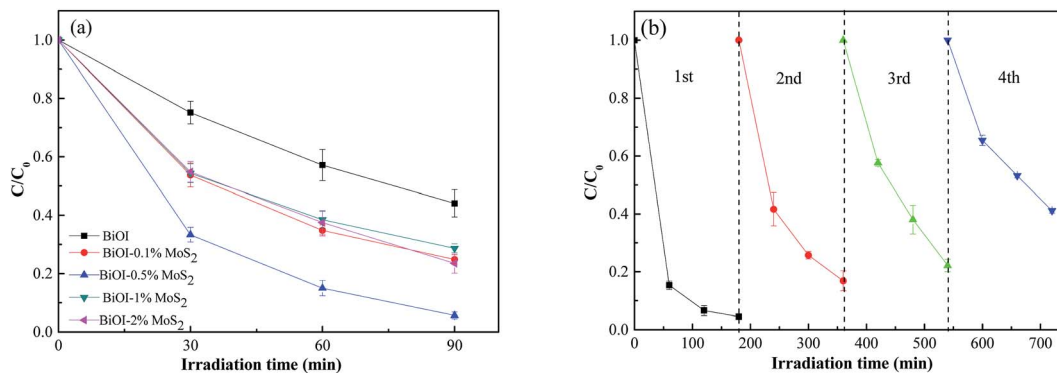 (a)
C/C0
1.0
0.8
0.6
0.4
0.2
0.0
BiOI
BiOI-0.1% MoS2
BiOI-0.5% MoS2
BiOI-1% MoS2
BiOI-2% MoS2
0 30 60 90
Irradiation time (min)
(b)
C/C0
1.0
0.8
0.6
0.4
0.2
0.0
1st 2nd 3rd 4th
0 100 200 300 400 500 600 700
Irradiation time (min)